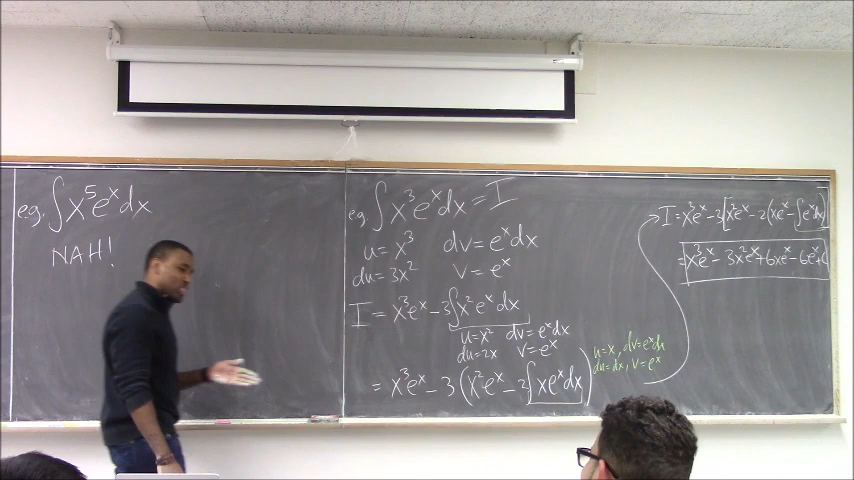 e.g. ∫x⁵eˣdx
NAH!
e.g. ∫x³eˣdx = I
u = x³ dv = eˣdx
du = 3x² v = eˣ
I = x³eˣ - 3∫x²eˣdx
u = x² dv = eˣdx
du = 2x v = eˣ
= x³eˣ - 3(x²eˣ - 2∫xeˣdx)
u = x, dv = eˣdx
du = dx, v = eˣ
I = x³eˣ - 3[x²eˣ - 2(xeˣ - ∫eˣdx)]
= x³eˣ - 3x²eˣ + 6xeˣ - 6eˣ + C